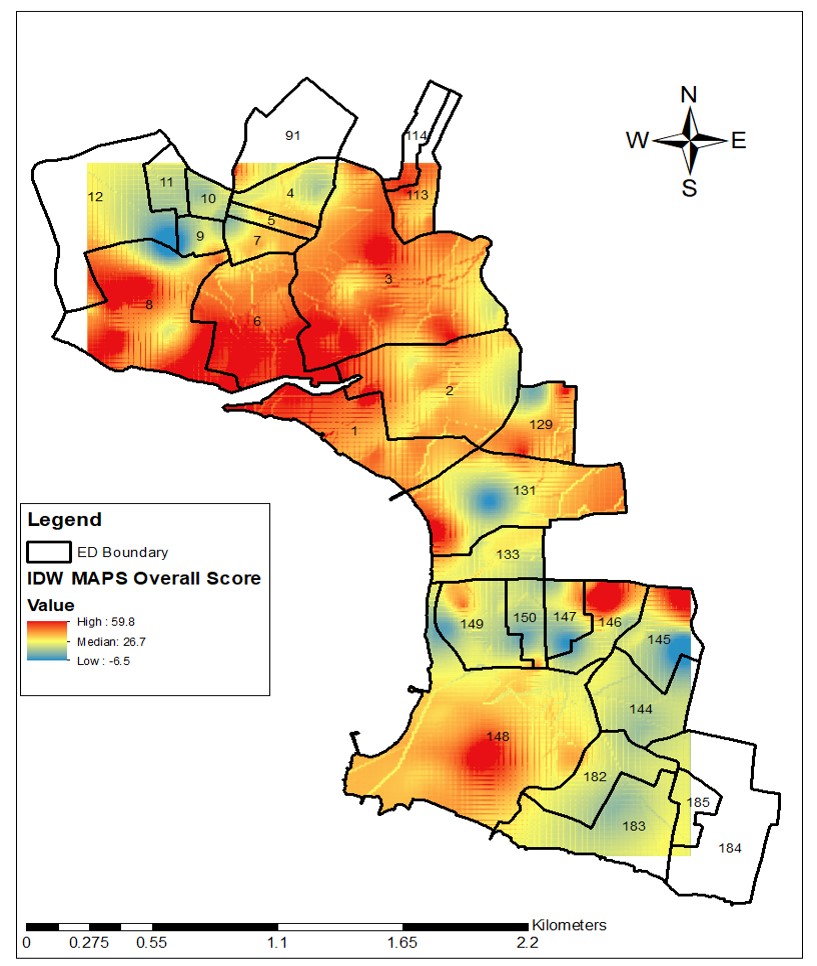 N
W E
S
91
114
11
12
10
4
113
5
9
7
3
8
6
2
129
1
131
133
149
150
147
146
145
144
148
182
185
183
184
Legend
ED Boundary
IDW MAPS Overall Score
Value
High : 59.8
Median: 26.7
Low : -6.5
Kilometers
0 0.275 0.55 1.1 1.65 2.2